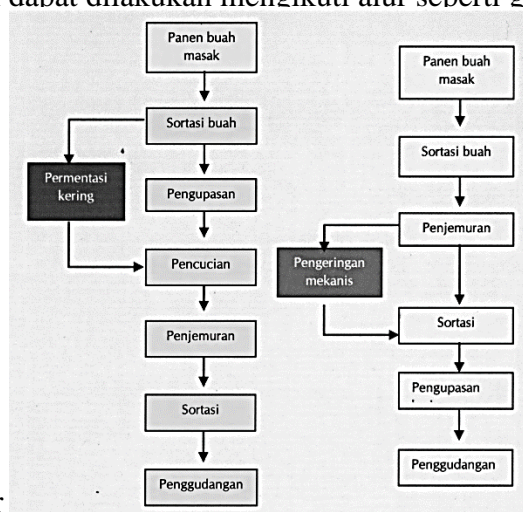 dapat dilakukan mengikuti alur seperti g
Panen buah
masak
Sortasi buah
Permentasi
kering
Pengupasan
Pencucian
Penjemuran
Sortasi
Penggudangan
Panen buah
masak
Sortasi buah
Penjemuran
Pengeringan
mekanis
Sortasi
Pengupasan
Penggudangan